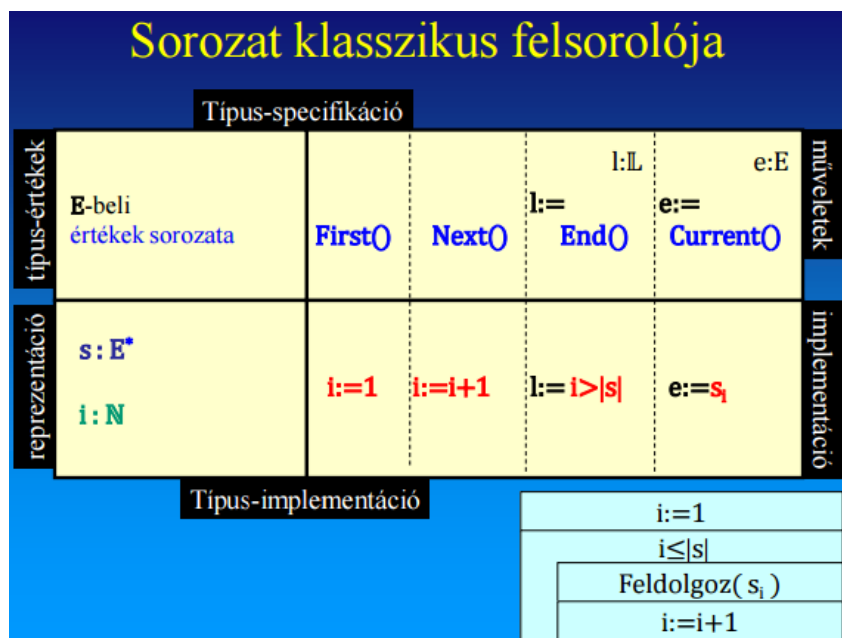 Sorozat klasszikus felsorolója
Típus-specifikáció
típus-értékek
E-beli
értékek sorozata
First()
Next()
l:𝕃
l:=
End()
e:E
e:=
Current()
műveletek
reprezentáció
s : E*
i : ℕ
i:=1
i:=i+1
l:= i>|s|
e:=sᵢ
implementáció
Típus-implementáció
i:=1
i≤|s|
Feldolgoz( sᵢ )
i:=i+1